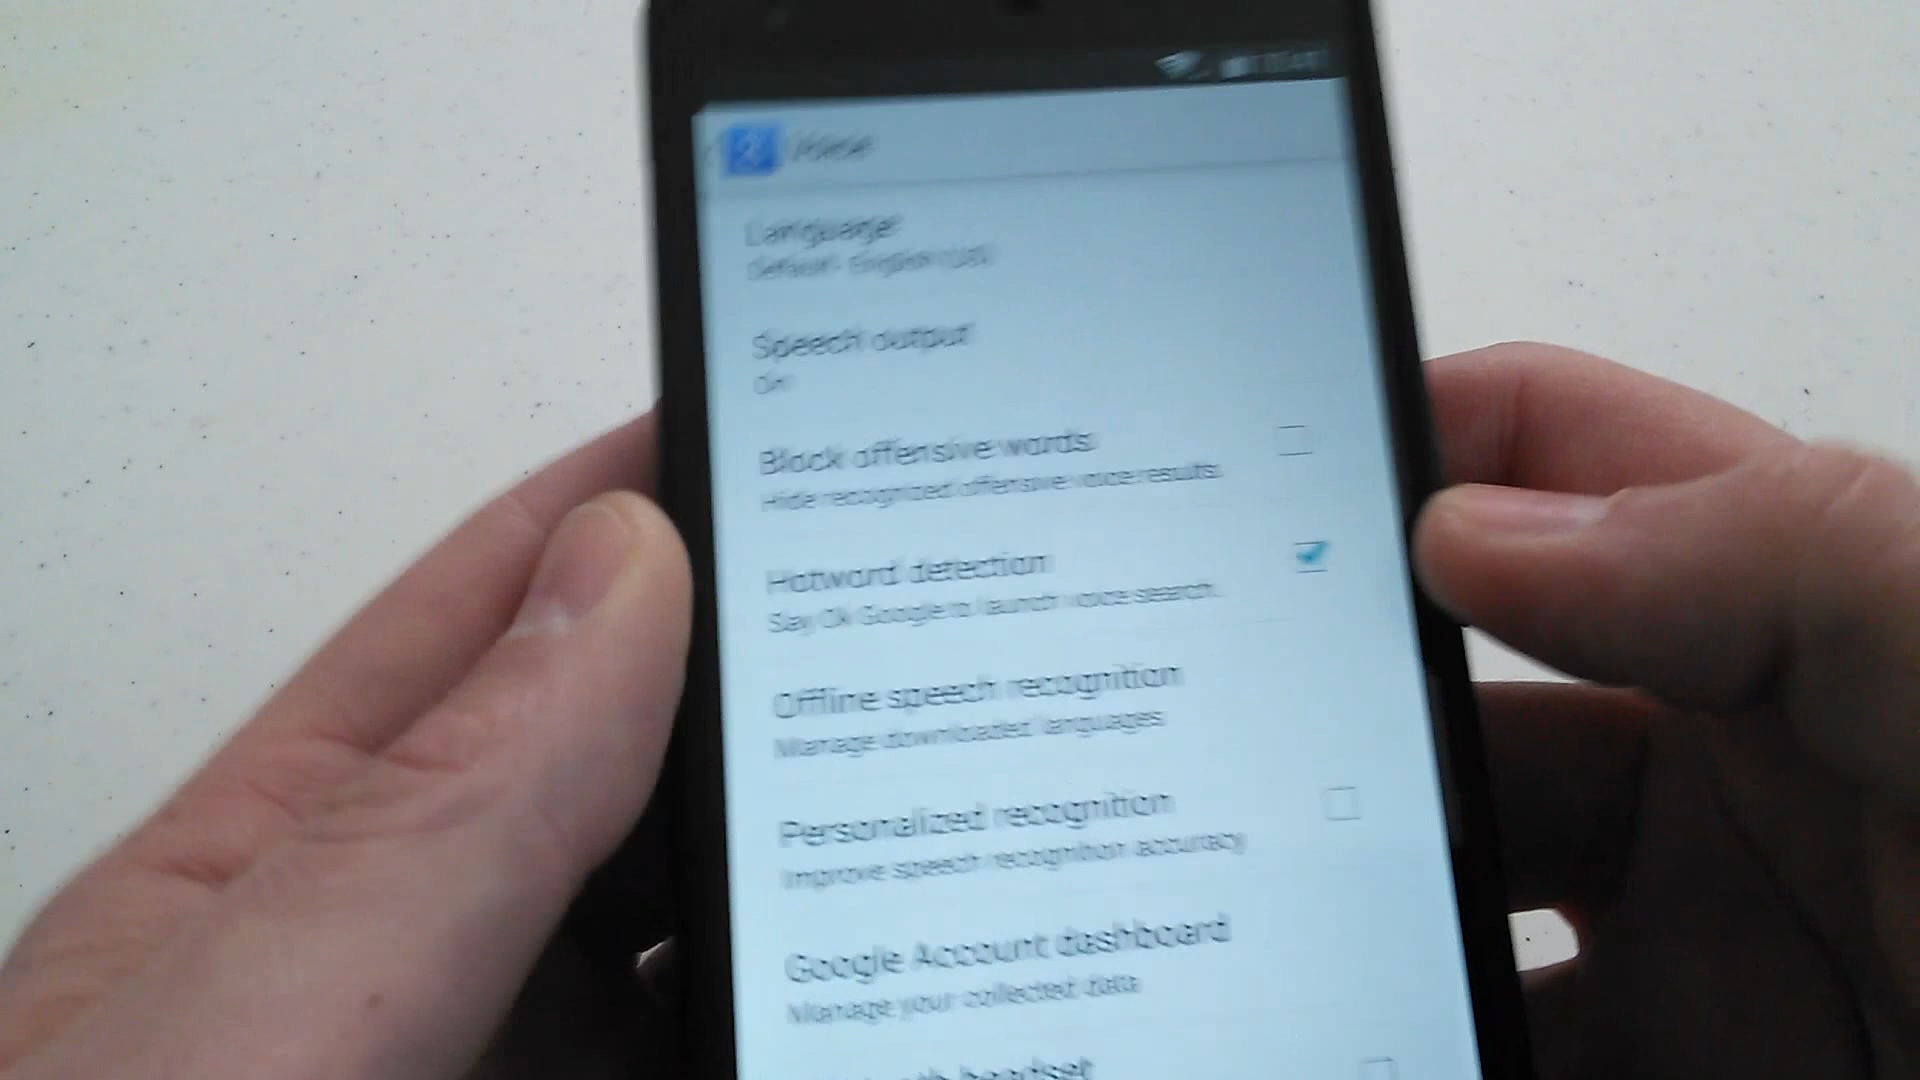 Voice
Language
Default - English (US)
Speech output
On
Block offensive words
Hide recognized offensive voice results
Hotword detection
Say Ok Google to launch voice search.
Offline speech recognition
Manage downloaded languages
Personalized recognition
Improve speech recognition accuracy
Google Account dashboard
Manage your collected data
headset